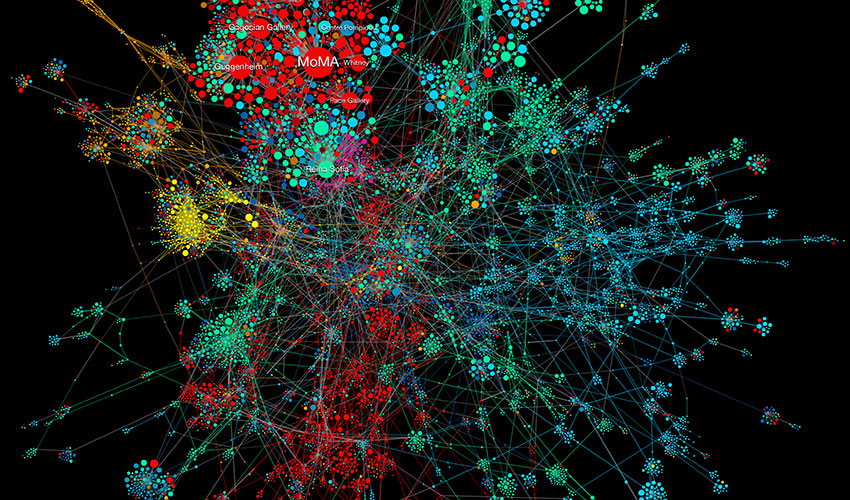 Gagosian Gallery
Centre Pompidou
Guggenheim
MoMA
Whitney
Pace Gallery
Reina Sofia